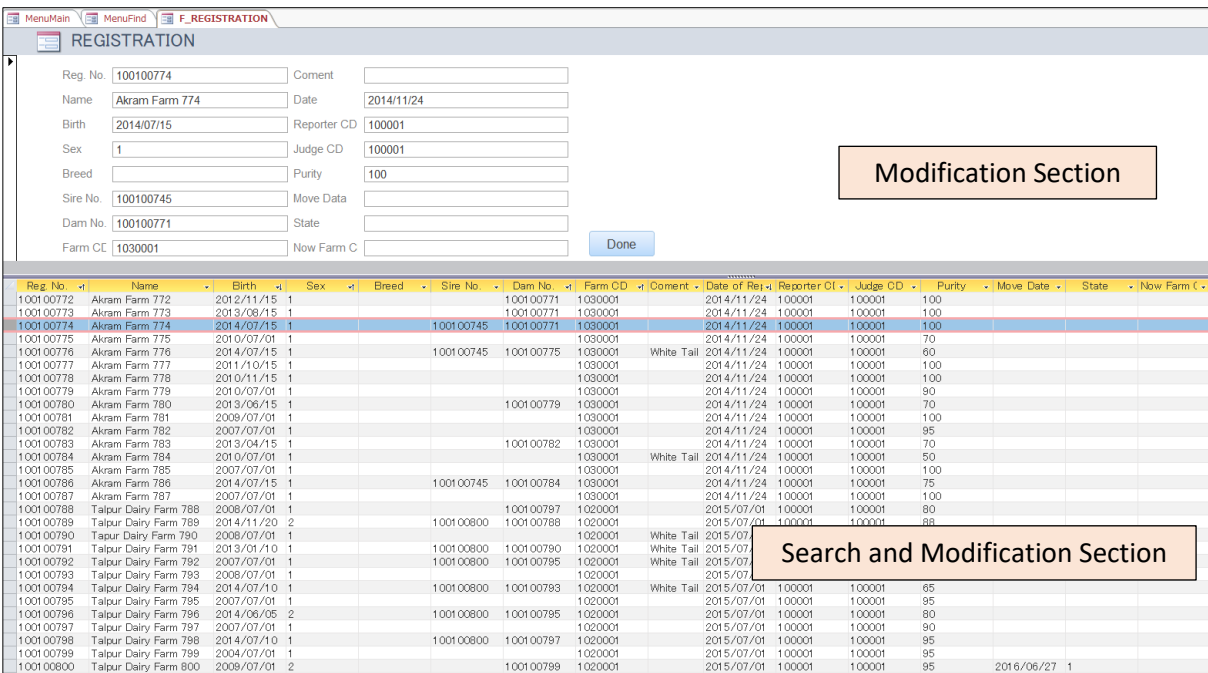 MenuMain MenuFind F_REGISTRATION
REGISTRATION
Reg. No. 100100774 Coment
Name Akram Farm 774 Date 2014/11/24
Birth 2014/07/15 Reporter CD 100001
Sex 1 Judge CD 100001
Breed Purity 100
Modification Section
Sire No. 100100745 Move Data
Dam No. 100100771 State
Farm CD 1030001 Now Farm C
Done
Reg. No. Name Birth Sex Breed Sire No. Dam No. Farm CD Coment Date of Rep Reporter CI Judge CD Purity Move Date State Now Farm C
100100772 Akram Farm 772 2012/11/15 1 100100771 1030001 2014/11/24 100001 100001 100
100100773 Akram Farm 773 2013/08/15 1 100100771 1030001 2014/11/24 100001 100001 100
100100774 Akram Farm 774 2014/07/15 1 100100745 100100771 1030001 2014/11/24 100001 100001 100
100100775 Akram Farm 775 2010/07/01 1 1030001 2014/11/24 100001 100001 70
100100776 Akram Farm 776 2014/07/15 1 100100745 100100775 1030001 White Tail 2014/11/24 100001 100001 60
100100777 Akram Farm 777 2011/10/15 1 1030001 2014/11/24 100001 100001 100
100100778 Akram Farm 778 2010/11/15 1 1030001 2014/11/24 100001 100001 100
100100779 Akram Farm 779 2010/07/01 1 1030001 2014/11/24 100001 100001 90
100100780 Akram Farm 780 2013/06/15 1 100100779 1030001 2014/11/24 100001 100001 70
100100781 Akram Farm 781 2009/07/01 1 1030001 2014/11/24 100001 100001 100
100100782 Akram Farm 782 2007/07/01 1 1030001 2014/11/24 100001 100001 95
100100783 Akram Farm 783 2013/04/15 1 100100782 1030001 2014/11/24 100001 100001 70
100100784 Akram Farm 784 2010/07/01 1 1030001 White Tail 2014/11/24 100001 100001 50
100100785 Akram Farm 785 2007/07/01 1 1030001 2014/11/24 100001 100001 100
100100786 Akram Farm 786 2014/07/15 1 100100745 100100784 1030001 2014/11/24 100001 100001 75
100100787 Akram Farm 787 2007/07/01 1 1030001 2014/11/24 100001 100001 100
100100788 Talpur Dairy Farm 788 2008/07/01 1 100100797 1020001 2015/07/01 100001 100001 80
100100789 Talpur Dairy Farm 789 2014/11/20 2 100100800 100100788 1020001 2015/07/01 100001 100001 88
100100790 Tapur Dairy Farm 790 2008/07/01 1 1020001 White Tail 2015/07/
100100791 Talpur Dairy Farm 791 2013/01/10 1 100100800 100100790 1020001 White Tail 2015/07/
100100792 Talpur Dairy Farm 792 2007/07/01 1 100100800 100100795 1020001 White Tail 2015/07/
100100793 Talpur Dairy Farm 793 2008/07/01 1 1020001 2015/07/
Search and Modification Section
100100794 Talpur Dairy Farm 794 2014/07/10 1 100100800 100100793 1020001 White Tail 2015/07/01 100001 100001 65
100100795 Talpur Dairy Farm 795 2007/07/01 1 1020001 2015/07/01 100001 100001 95
100100796 Talpur Dairy Farm 796 2014/06/05 2 100100800 100100795 1020001 2015/07/01 100001 100001 80
100100797 Talpur Dairy Farm 797 2007/07/01 1 1020001 2015/07/01 100001 100001 90
100100798 Talpur Dairy Farm 798 2014/07/10 1 100100800 100100797 1020001 2015/07/01 100001 100001 95
100100799 Talpur Dairy Farm 799 2004/07/01 1 1020001 2015/07/01 100001 100001 95
100100800 Talpur Dairy Farm 800 2009/07/01 2 100100799 1020001 2015/07/01 100001 100001 95 2016/06/27 1